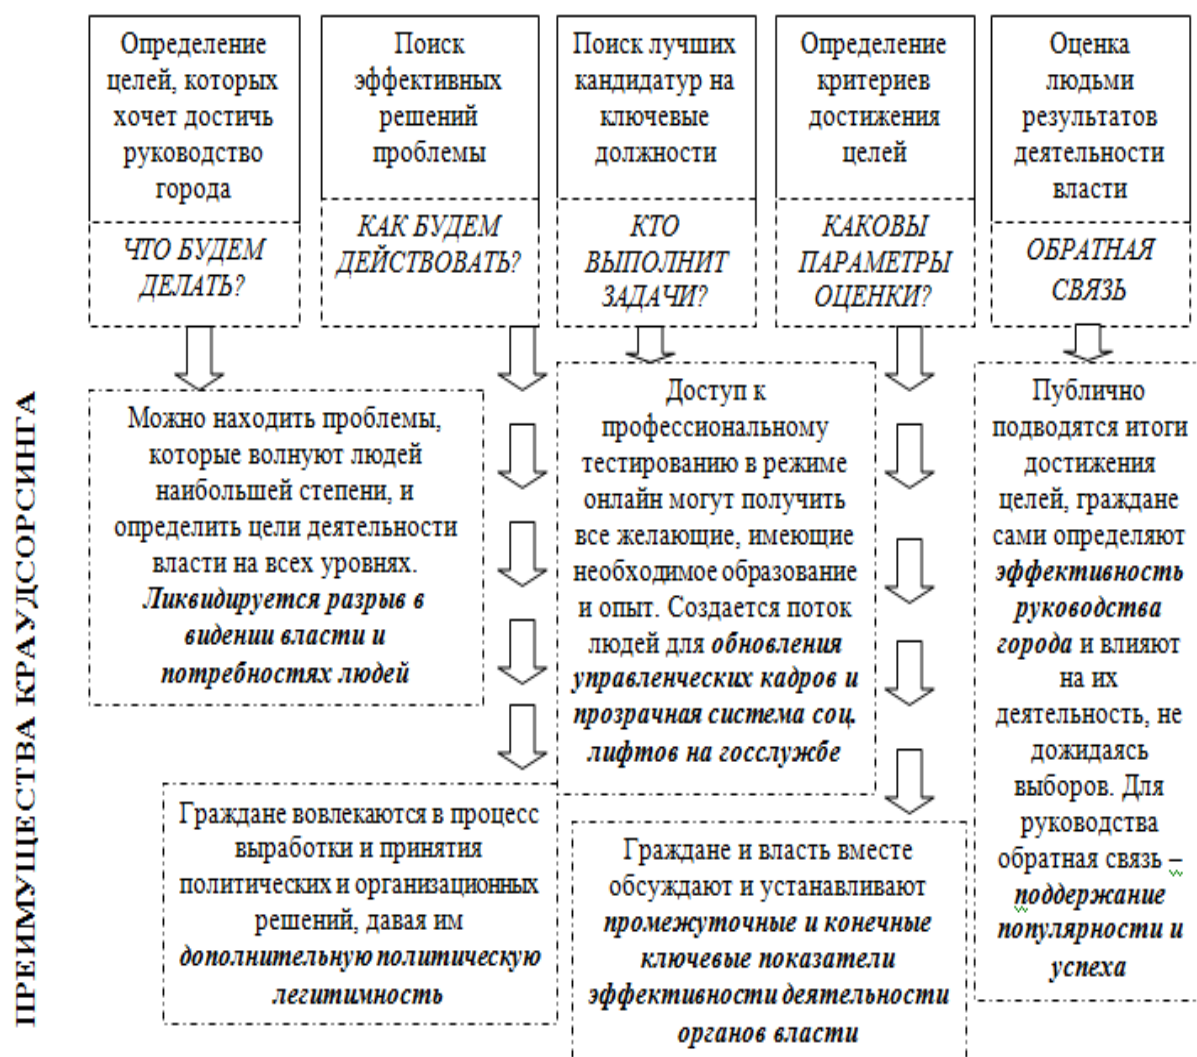 ПРЕИМУЩЕСТВА КРАУДСОРСИНГА
Определение
целей, которых
хочет достичь
руководство
города
ЧТО БУДЕМ
ДЕЛАТЬ?
Поиск
эффективных
решений
проблемы
КАК БУДЕМ
ДЕЙСТВОВАТЬ?
Поиск лучших
кандидатур на
ключевые
должности
КТО
ВЫПОЛНИТ
ЗАДАЧИ?
Определение
критериев
достижения
целей
КАКОВЫ
ПАРАМЕТРЫ
ОЦЕНКИ?
Оценка
людьми
результатов
деятельности
власти
ОБРАТНАЯ
СВЯЗЬ
Можно находить проблемы,
которые волнуют людей
наибольшей степени, и
определить цели деятельности
власти на всех уровнях.
Ликвидируется разрыв в
видении власти и
потребностях людей
Граждане вовлекаются в процесс
выработки и принятия
политических и организационных
решений, давая им
дополнительную политическую
легитимность
Доступ к
профессиональному
тестированию в режиме
онлайн могут получить
все желающие, имеющие
необходимое образование
и опыт. Создается поток
людей для обновления
управленческих кадров и
прозрачная система соц.
лифтов на госслужбе
Граждане и власть вместе
обсуждают и устанавливают
промежуточные и конечные
ключевые показатели
эффективности деятельности
органов власти
Публично
подводятся итоги
достижения
целей, граждане
сами определяют
эффективность
руководства
города и влияют
на их
деятельность, не
дожидаясь
выборов. Для
руководства
обратная связь –
поддержание
популярности и
успеха